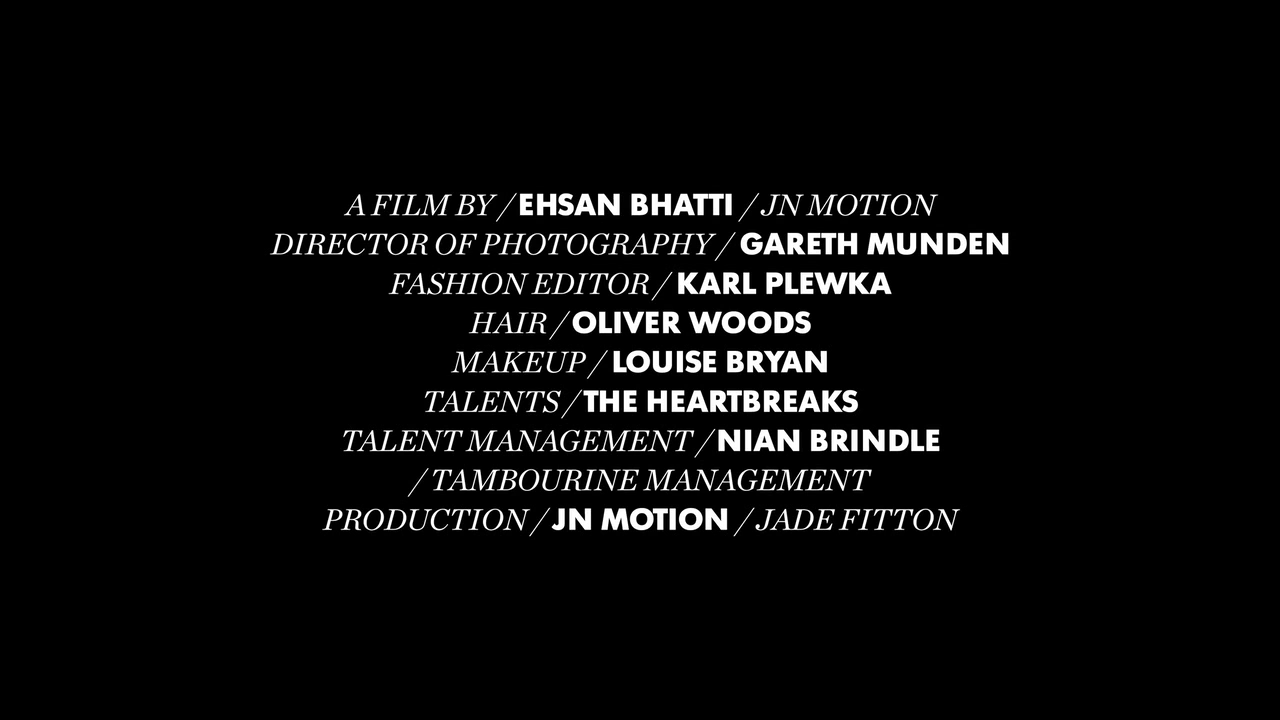 A FILM BY / EHSAN BHATTI / JN MOTION
DIRECTOR OF PHOTOGRAPHY / GARETH MUNDEN
FASHION EDITOR / KARL PLEWKA
HAIR / OLIVER WOODS
MAKEUP / LOUISE BRYAN
TALENTS / THE HEARTBREAKS
TALENT MANAGEMENT / NIAN BRINDLE
/ TAMBOURINE MANAGEMENT
PRODUCTION / JN MOTION / JADE FITTON